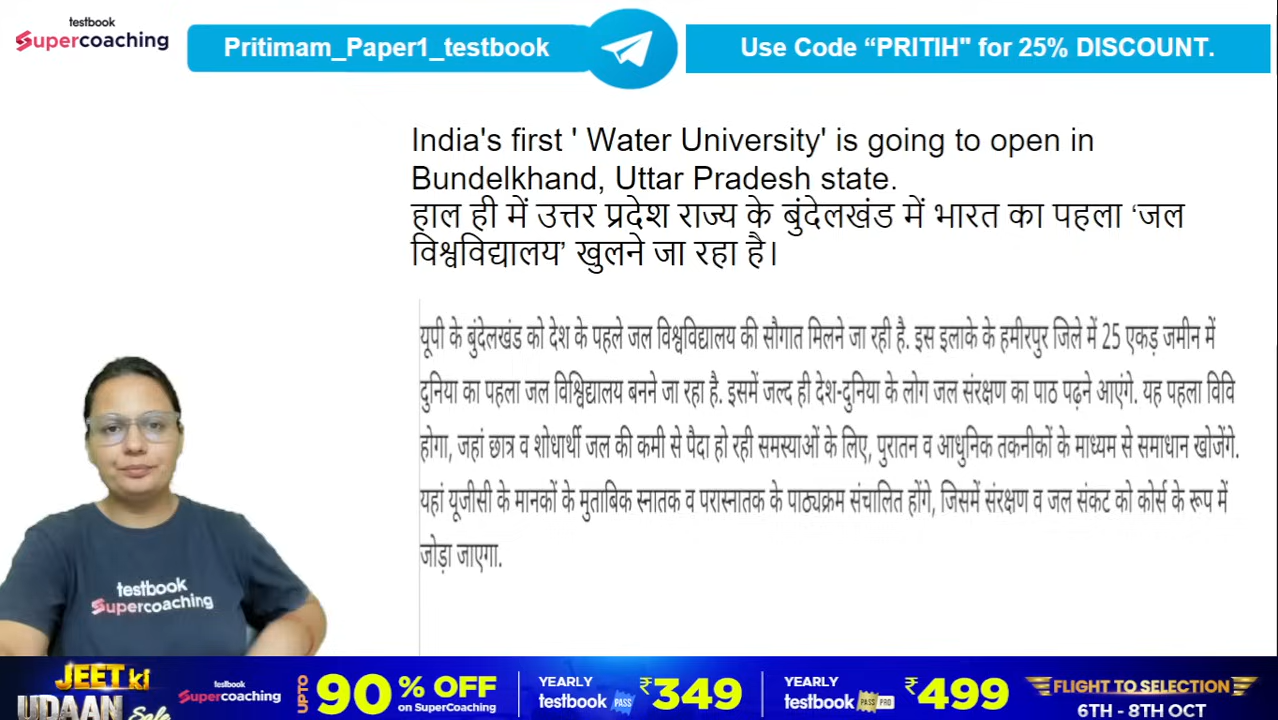 testbook
Supercoaching
Pritimam_Paper1_testbook
Use Code “PRITIH" for 25% DISCOUNT.
India's first ' Water University' is going to open in
Bundelkhand, Uttar Pradesh state.
हाल ही में उत्तर प्रदेश राज्य के बुंदेलखंड में भारत का पहला ‘जल
विश्वविद्यालय’ खुलने जा रहा है।
यूपी के बुंदेलखंड को देश के पहले जल विश्वविद्यालय की सौगात मिलने जा रही है. इस इलाके के हमीरपुर जिले में 25 एकड़ जमीन में
दुनिया का पहला जल विश्विद्यालय बनने जा रहा है. इसमें जल्द ही देश-दुनिया के लोग जल संरक्षण का पाठ पढ़ने आएंगे. यह पहला विवि
होगा, जहां छात्र व शोधार्थी जल की कमी से पैदा हो रही समस्याओं के लिए, पुरातन व आधुनिक तकनीकों के माध्यम से समाधान खोजेंगे.
यहां यूजीसी के मानकों के मुताबिक स्नातक व परास्नातक के पाठ्यक्रम संचालित होंगे, जिसमें संरक्षण व जल संकट को कोर्स के रूप में
जोड़ा जाएगा.
testbook
Supercoaching
JEET ki
UDAAN Sale
testbook
Supercoaching
UPTO
90% OFF
on SuperCoaching
YEARLY
testbook PASS
₹349
YEARLY
testbook PASS PRO
₹499
FLIGHT TO SELECTION
6TH - 8TH OCT